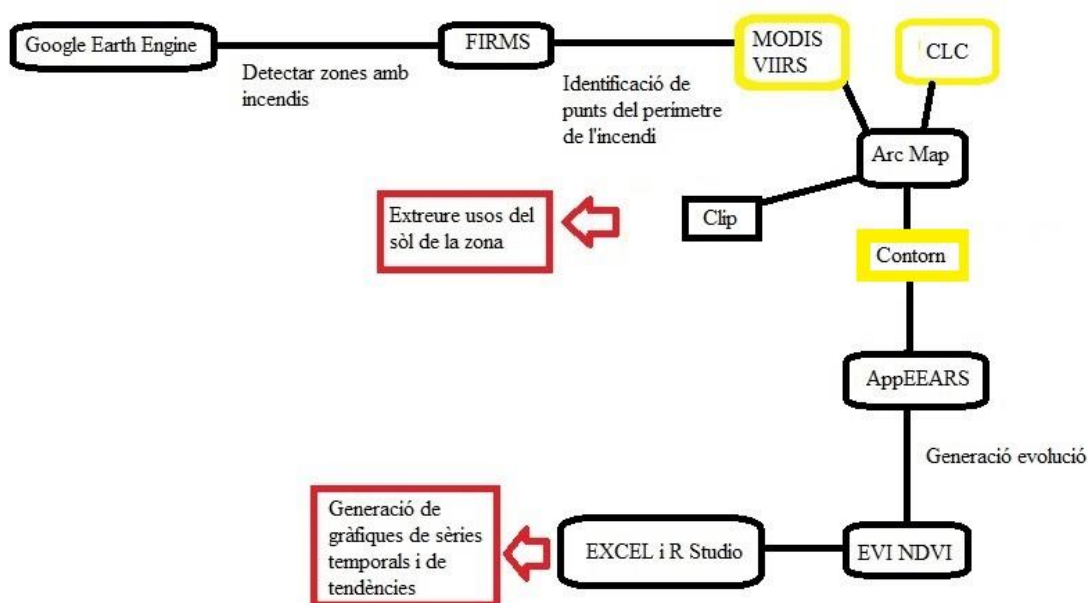 Google Earth Engine
Detectar zones amb
incendis
FIRMS
Identificació de
punts del perimetre
de l'incendi
MODIS
VIIRS
CLC
Arc Map
Clip
Extreure usos del
sòl de la zona
Contorn
AppEEARS
Generació evolució
EVI NDVI
EXCEL i R Studio
Generació de
gràfiques de sèries
temporals i de
tendències